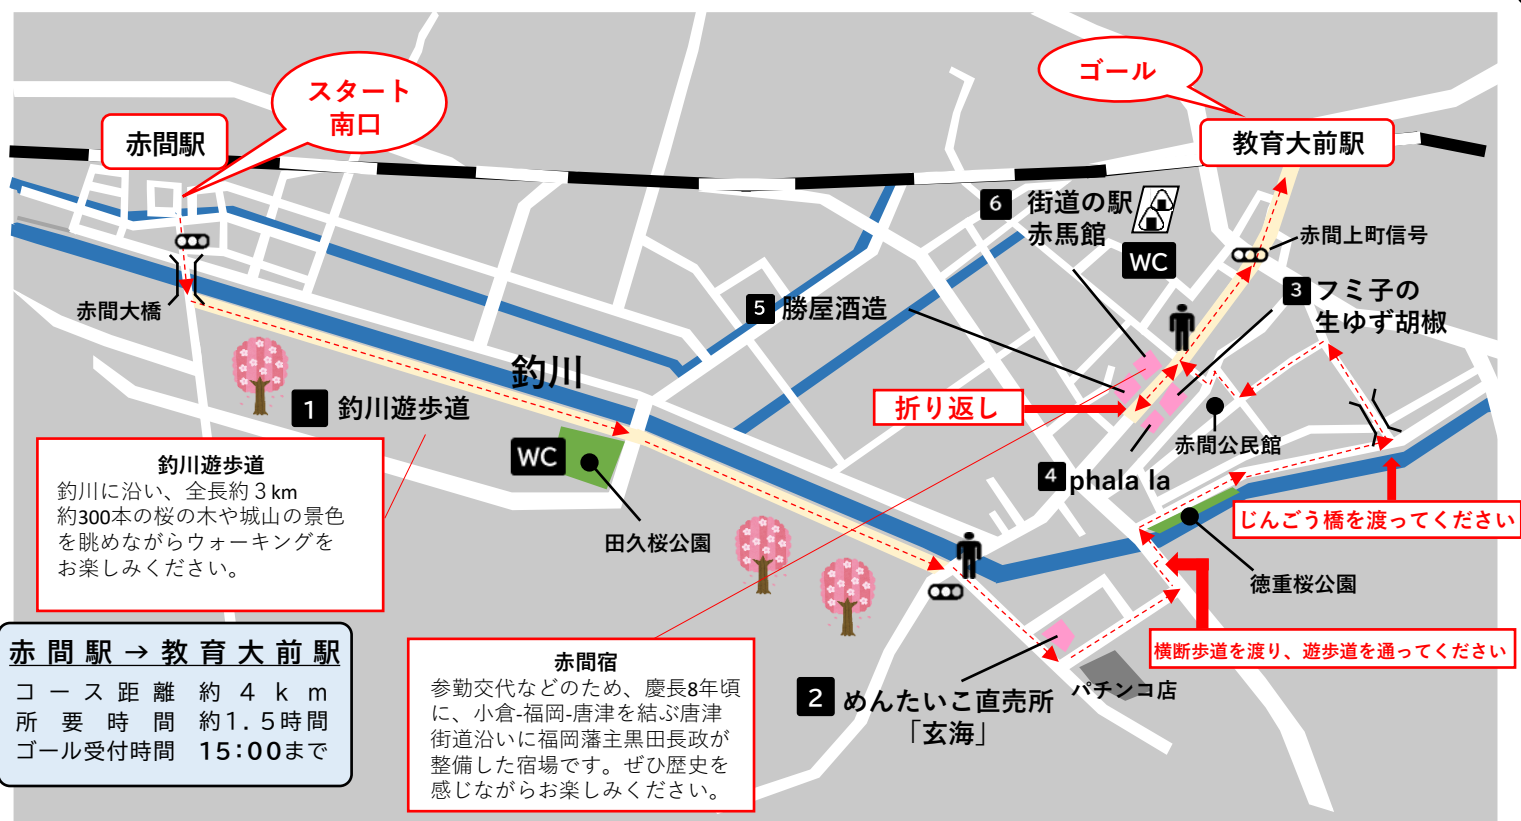 スタート
南口
ゴール
赤間駅
教育大前駅
6 街道の駅
赤馬館
WC
赤間上町信号
3 フミ子の
生ゆず胡椒
赤間大橋
5 勝屋酒造
釣川
1 釣川遊歩道
折り返し
赤間公民館
WC
4 phala la
釣川遊歩道
釣川に沿い、全長約３km
約300本の桜の木や城山の景色
を眺めながらウォーキングを
お楽しみください。
田久桜公園
じんごう橋を渡ってください
徳重桜公園
横断歩道を渡り、遊歩道を通ってください
赤間駅→教育大前駅
コース距離 約4km
所要時間 約1.5時間
ゴール受付時間 15:00まで
赤間宿
参勤交代などのため、慶長8年頃
に、小倉-福岡-唐津を結ぶ唐津
街道沿いに福岡藩主黒田長政が
整備した宿場です。ぜひ歴史を
感じながらお楽しみください。
2 めんたいこ直売所
「玄海」
パチンコ店